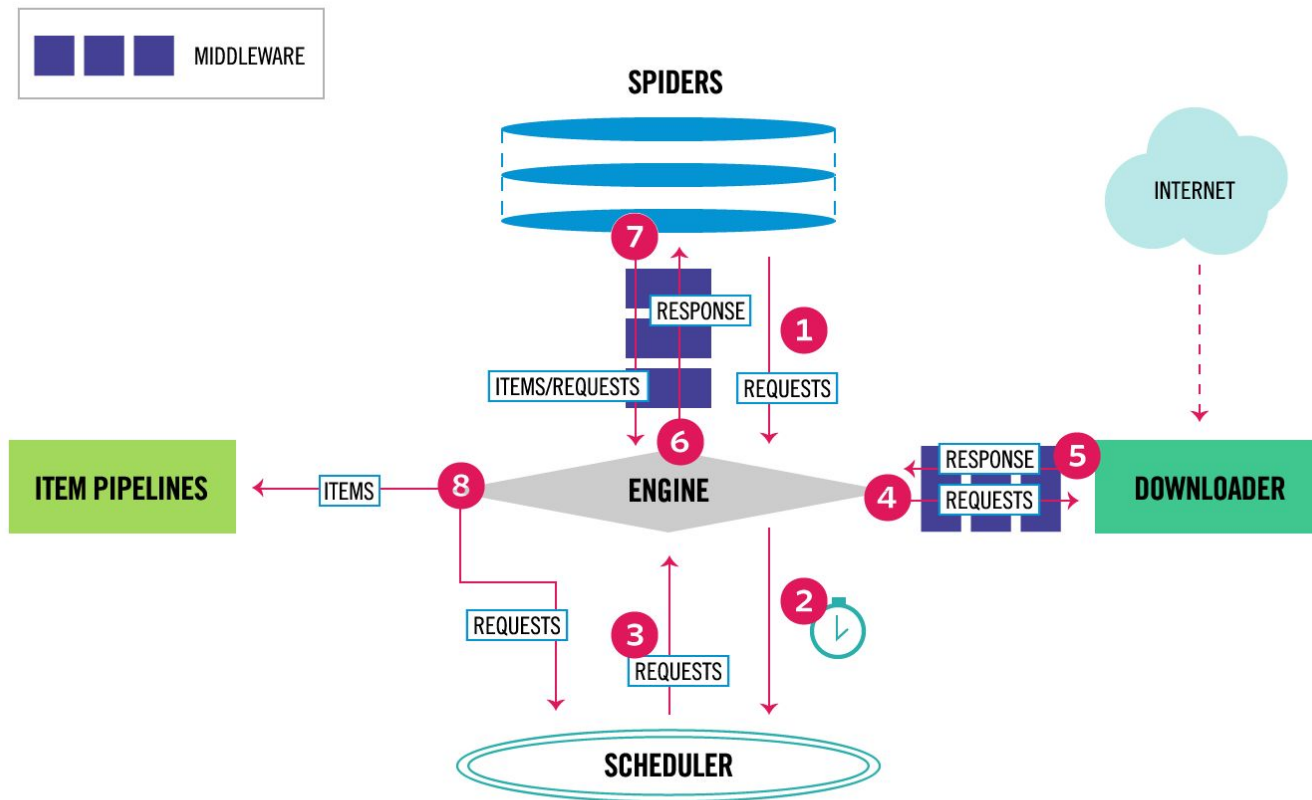 MIDDLEWARE
SPIDERS
INTERNET
7
RESPONSE
1
ITEMS/REQUESTS
REQUESTS
6
RESPONSE
5
ITEM PIPELINES
ITEMS
8
ENGINE
4
REQUESTS
DOWNLOADER
2
REQUESTS
3
REQUESTS
SCHEDULER